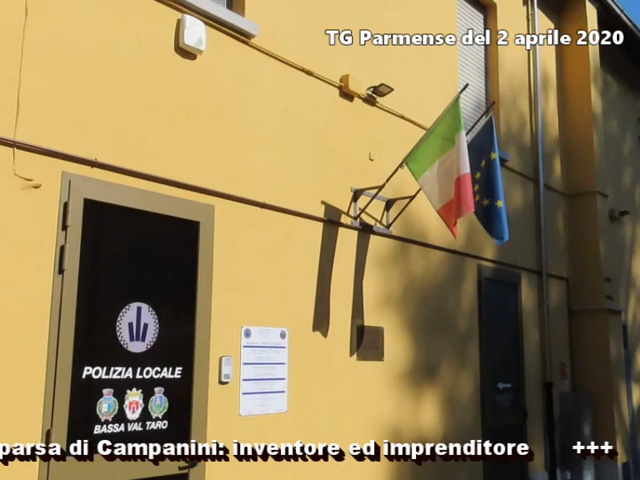 TG Parmense del 2 aprile 2020
POLIZIA LOCALE
BASSA VAL TARO
parsa di Campanini: inventore ed imprenditore +++